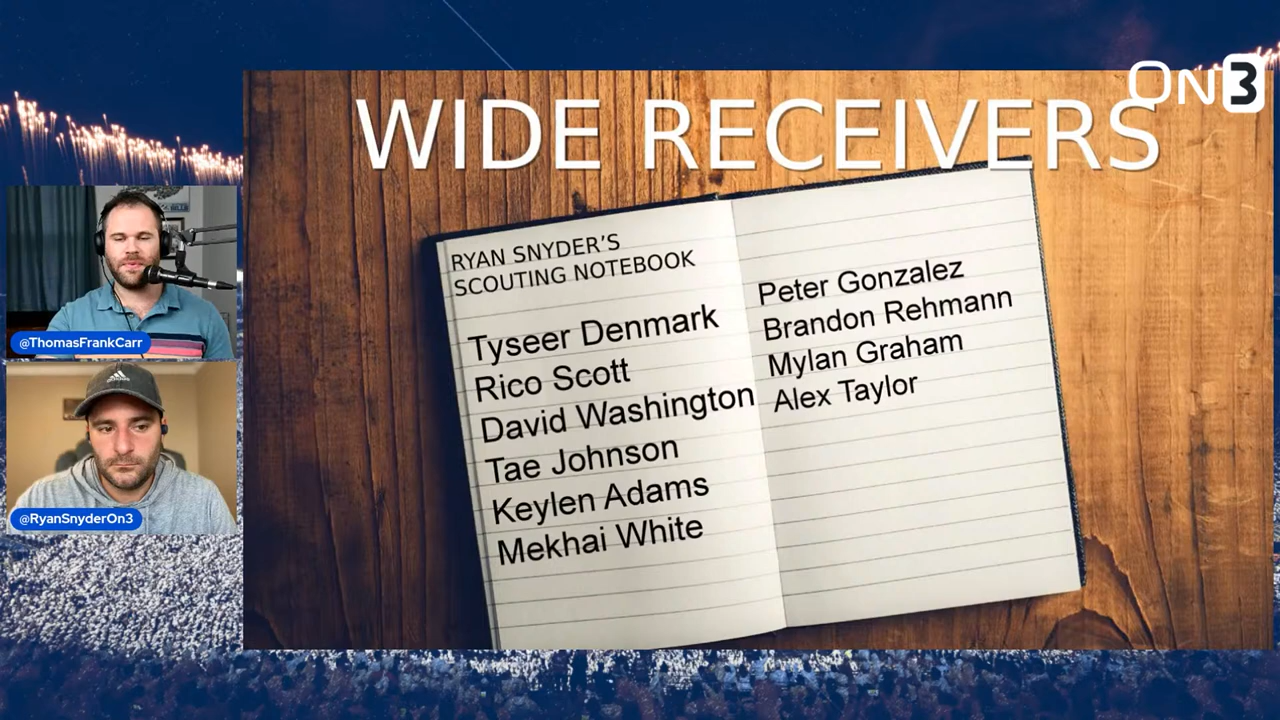 ON3
WIDE RECEIVERS
RYAN SNYDER'S
SCOUTING NOTEBOOK
Tyseer Denmark
Rico Scott
David Washington
Tae Johnson
Keylen Adams
Mekhai White
Peter Gonzalez
Brandon Rehmann
Mylan Graham
Alex Taylor
@ThomasFrankCarr
adidas
@RyanSnyderOn3